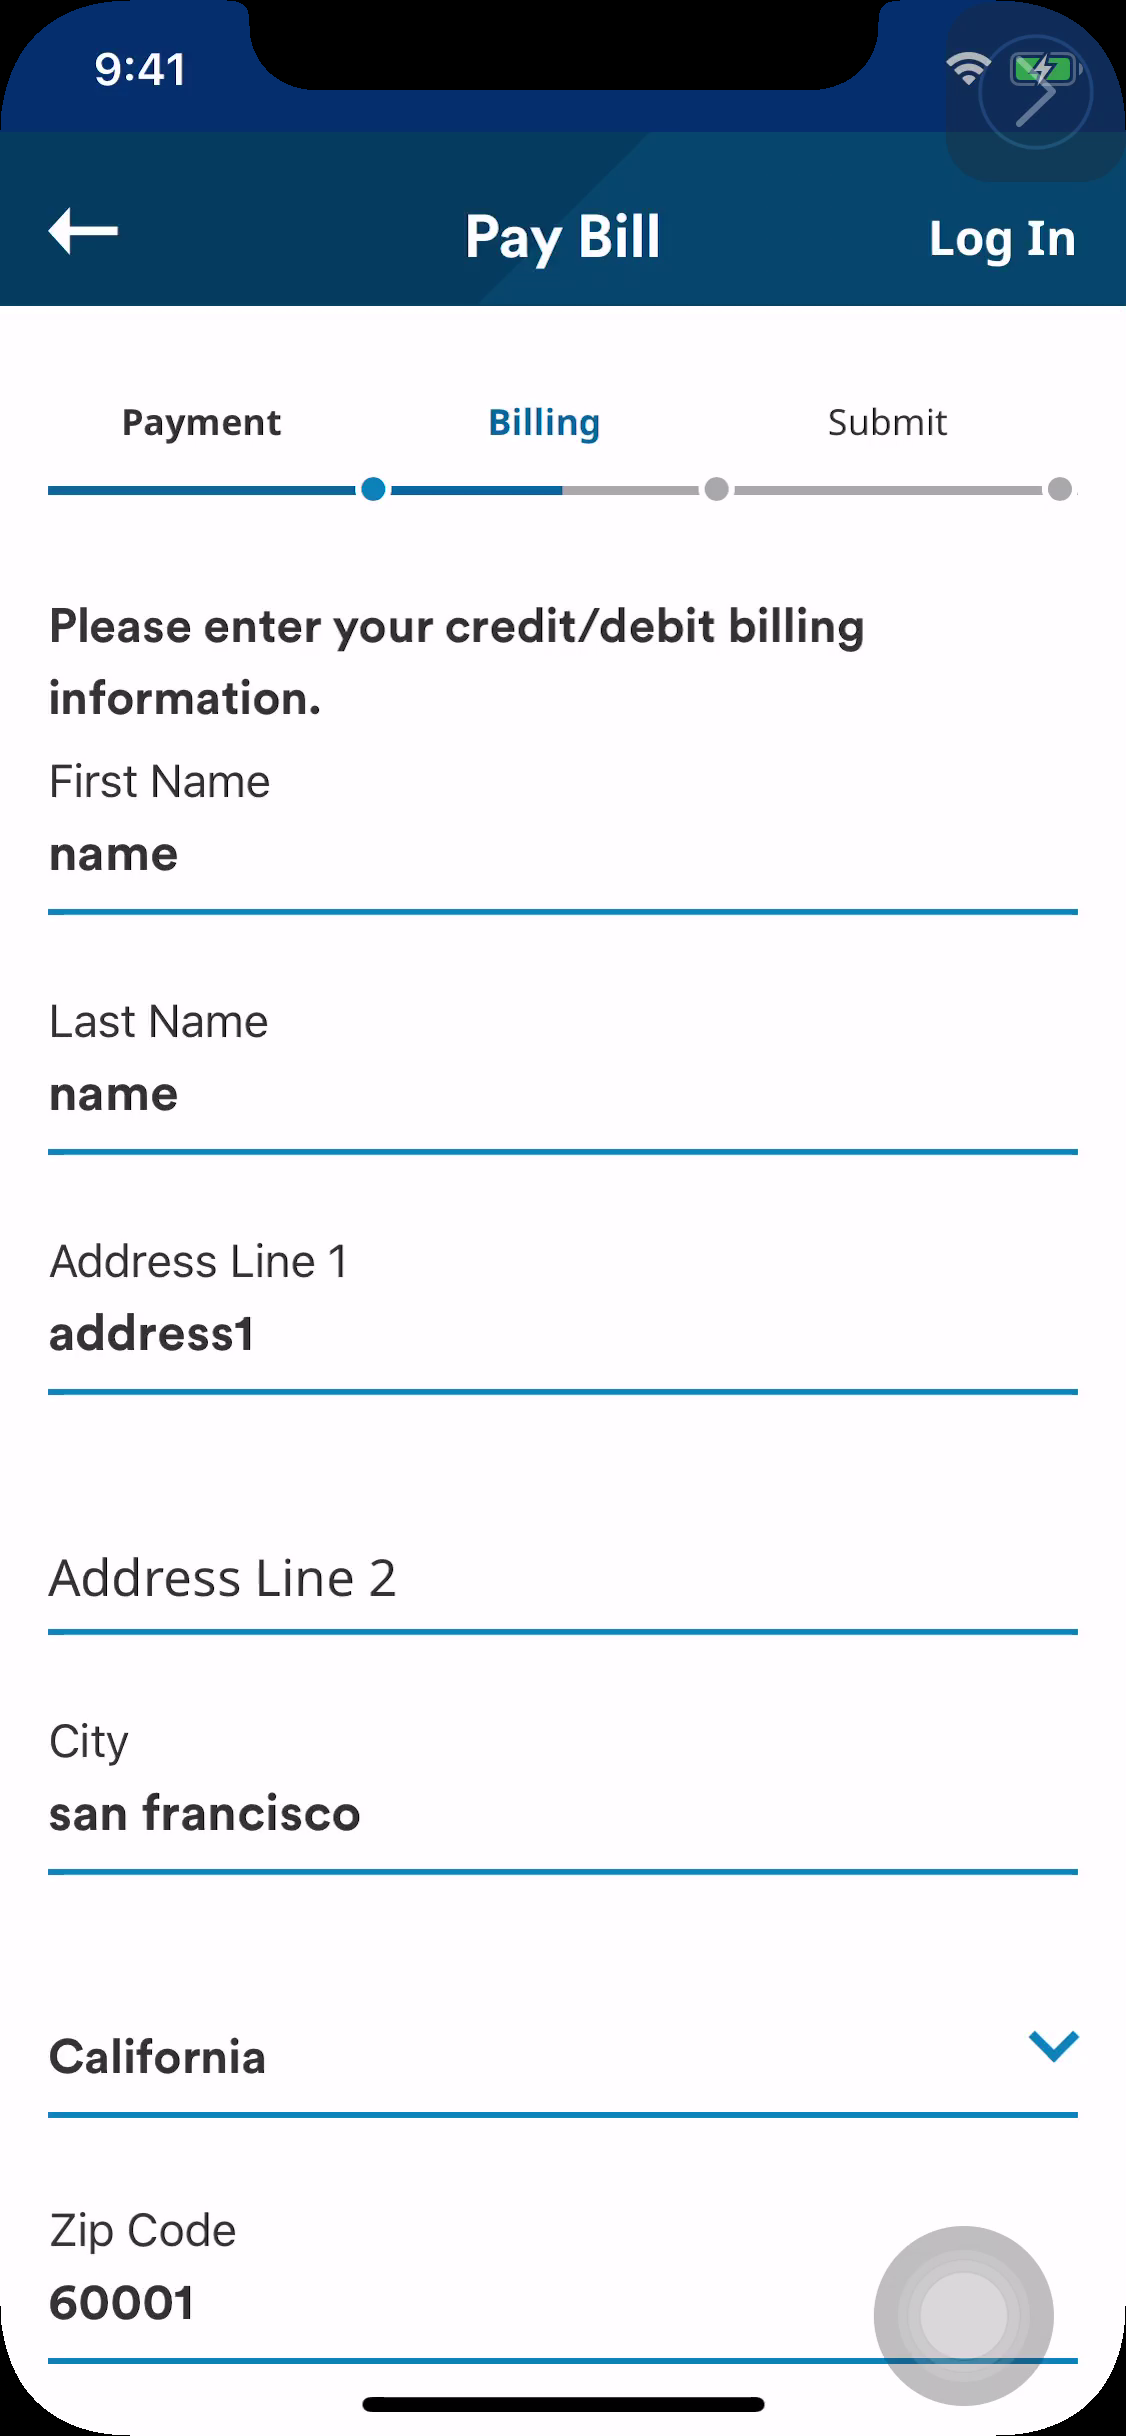 9:41
Pay Bill
Log In
Payment
Billing
Submit
Please enter your credit/debit billing
information.
First Name
name
Last Name
name
Address Line 1
address1
Address Line 2
City
san francisco
California
Zip Code
60001